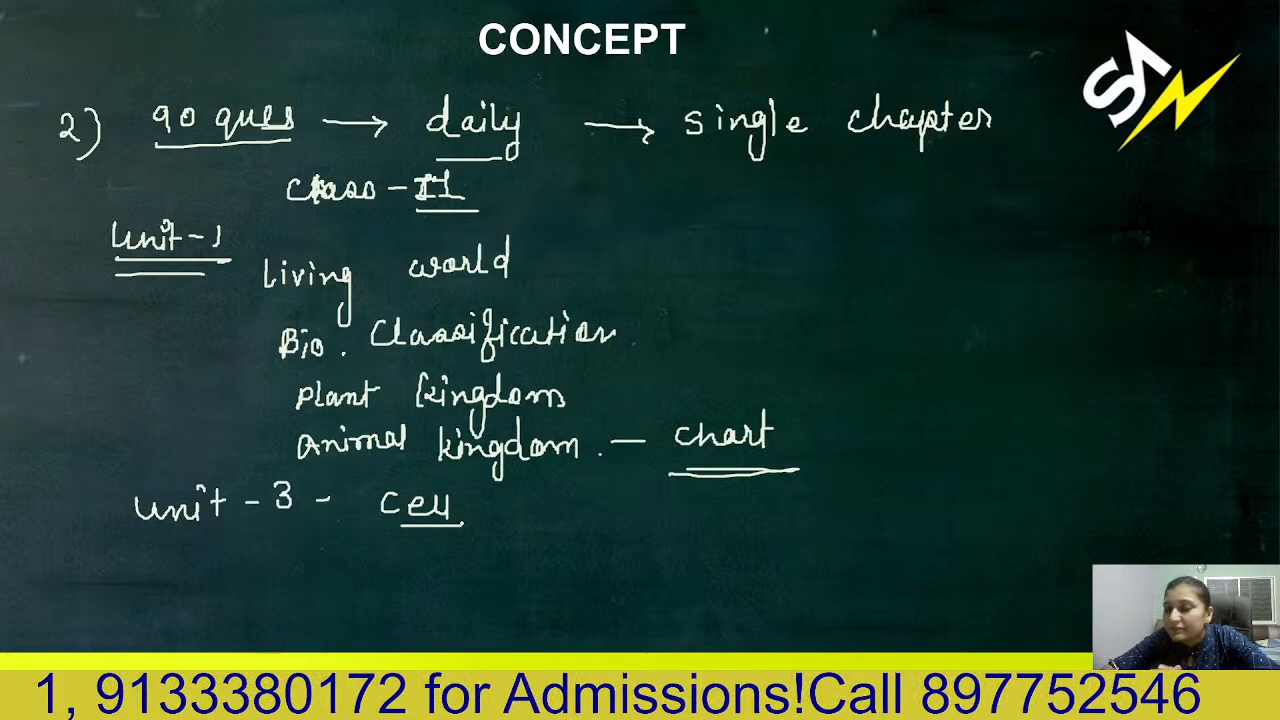 CONCEPT
SAN
2) 90 ques → daily → single chapter
Class - 11
Unit - 1
Living world
Bio. Classification
Plant kingdom
Animal kingdom. — chart
Unit - 3 - Cell
1, 9133380172 for Admissions!Call 897752546